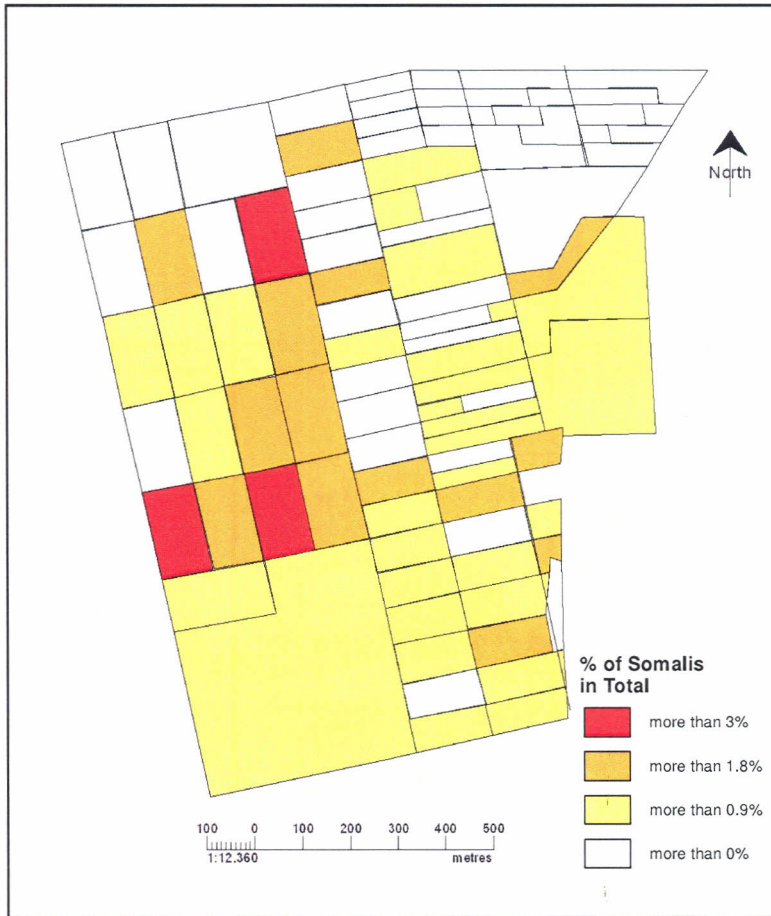 North
% of Somalis
in Total
more than 3%
more than 1.8%
more than 0.9%
more than 0%
100 0 100 200 300 400 500
1:12.360 metres